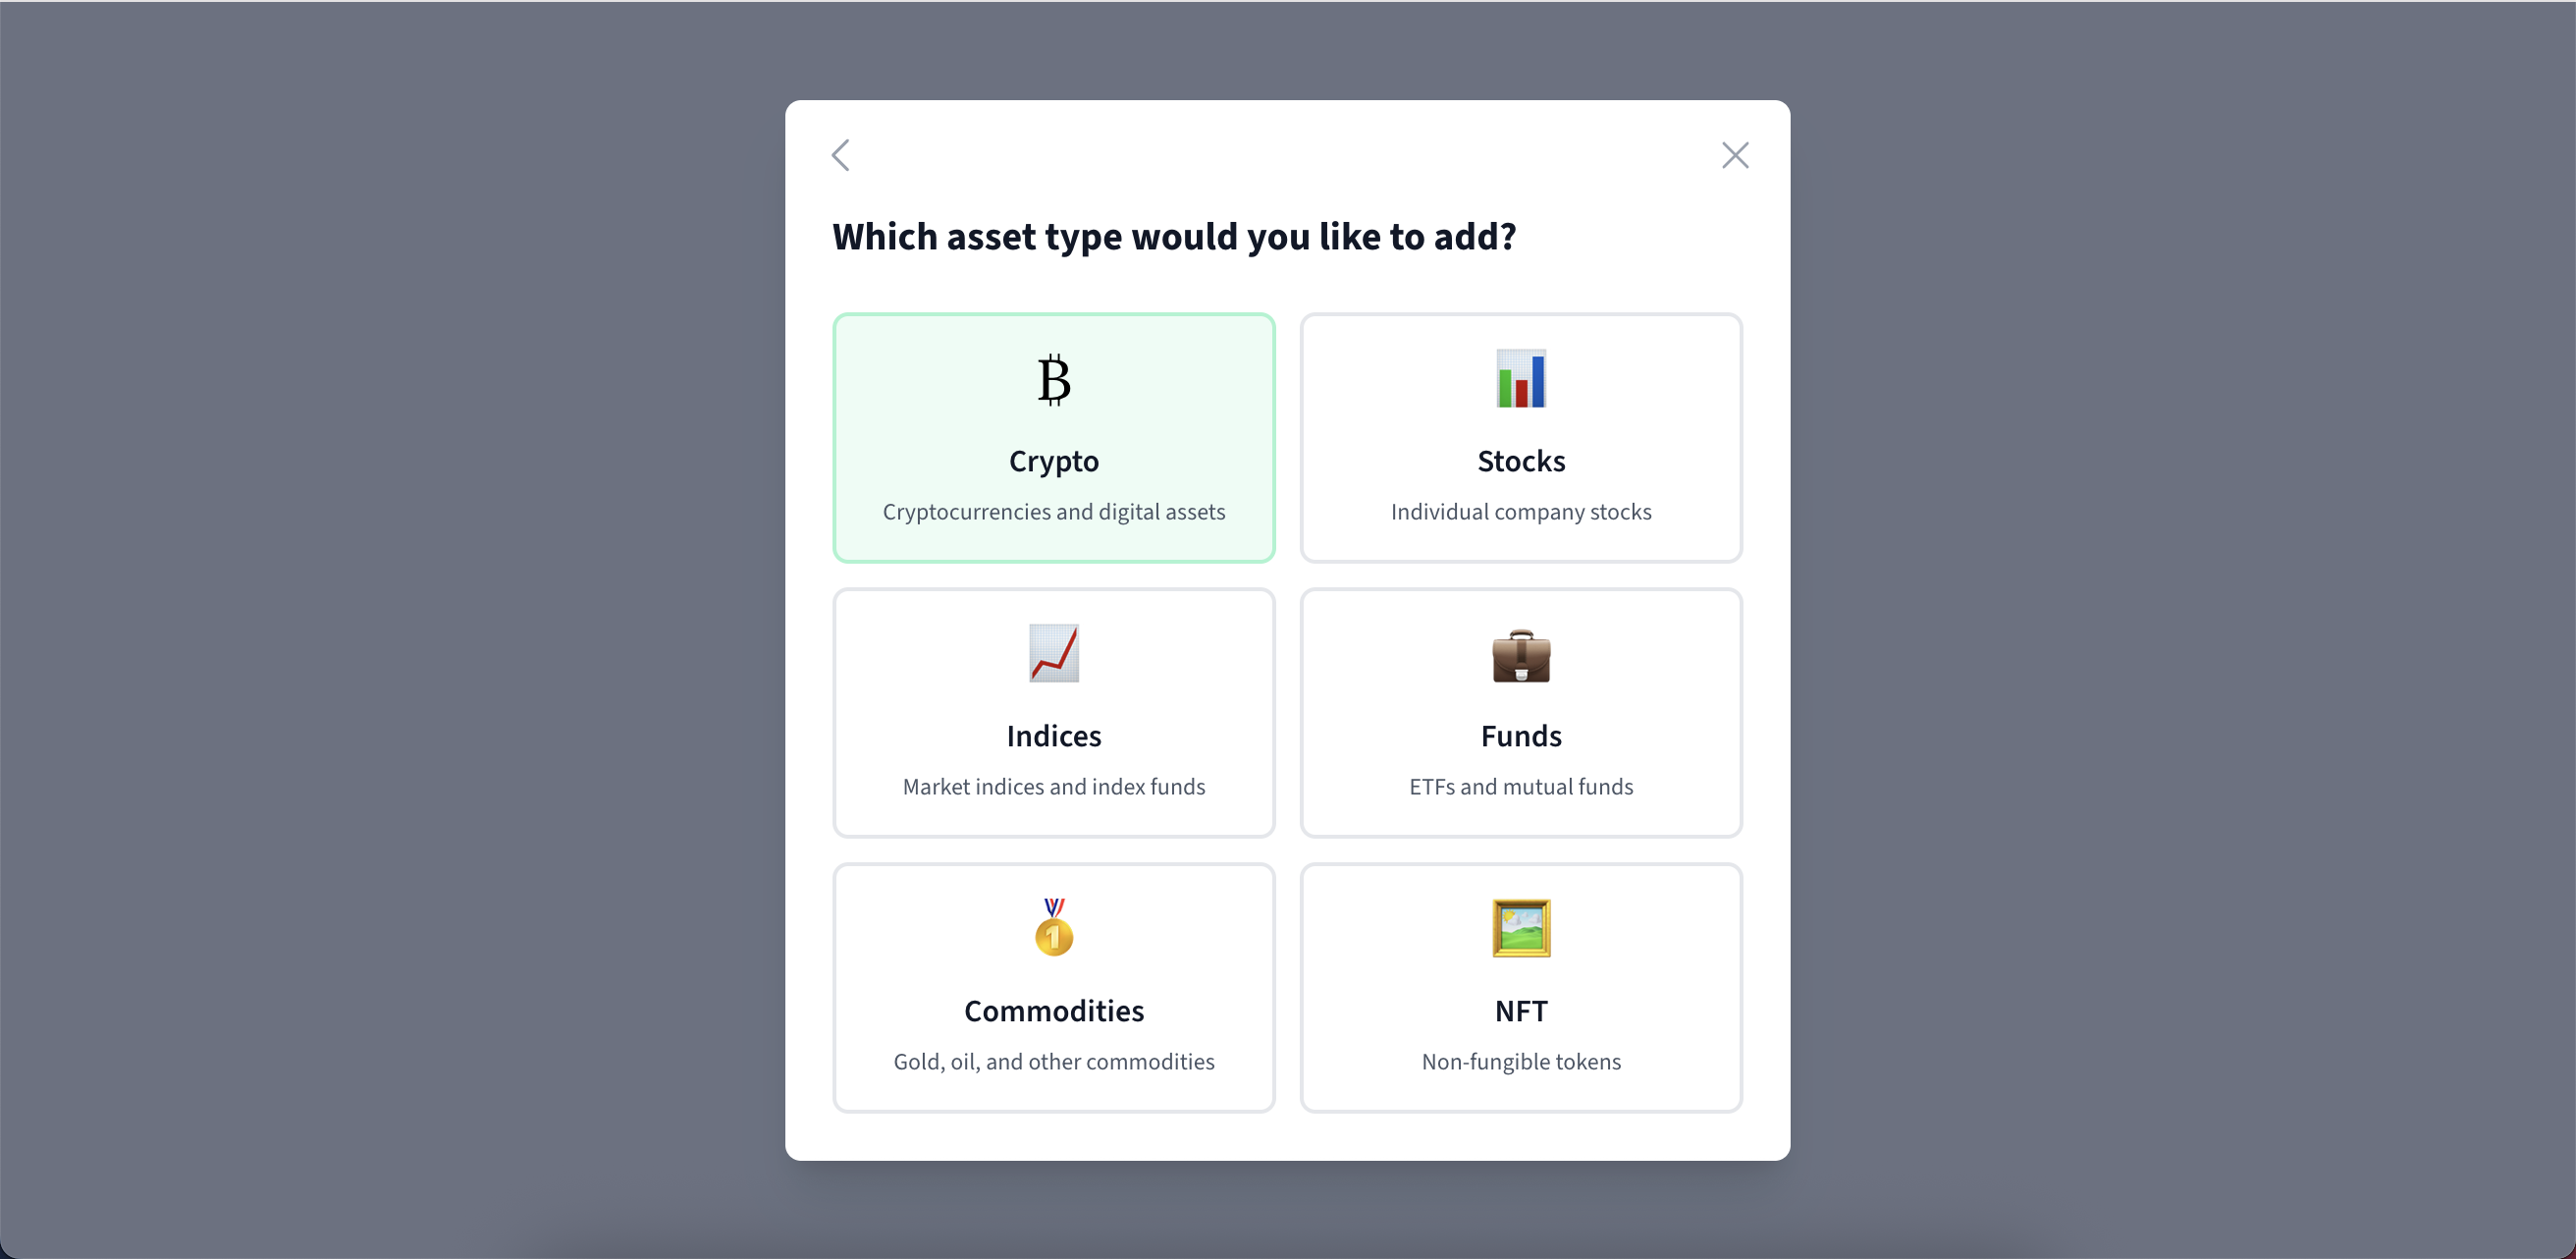 Which asset type would you like to add?
₿
Crypto
Cryptocurrencies and digital assets
Stocks
Individual company stocks
Indices
Market indices and index funds
Funds
ETFs and mutual funds
1
Commodities
Gold, oil, and other commodities
NFT
Non-fungible tokens